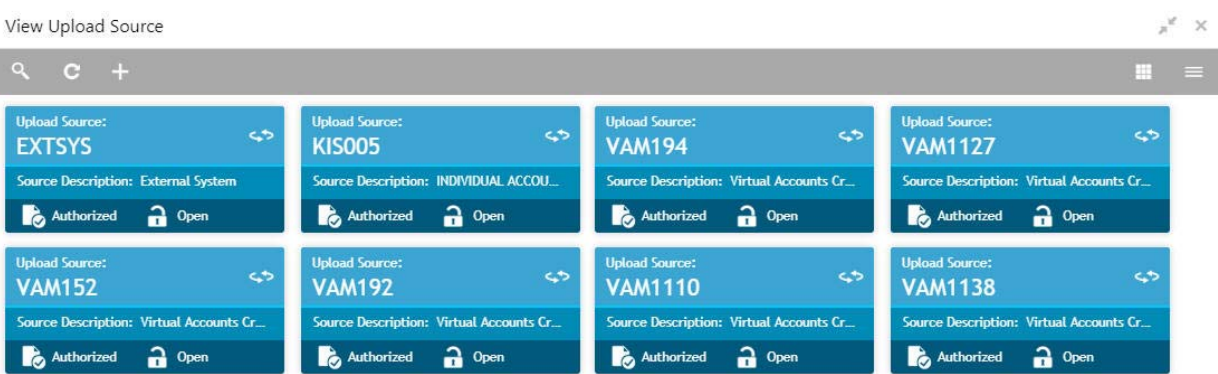 View Upload Source
Upload Source:
EXTSYS
Source Description: External System
Authorized Open
Upload Source:
KIS005
Source Description: INDIVIDUAL ACCOU...
Authorized Open
Upload Source:
VAM194
Source Description: Virtual Accounts Cr...
Authorized Open
Upload Source:
VAM1127
Source Description: Virtual Accounts Cr...
Authorized Open
Upload Source:
VAM152
Source Description: Virtual Accounts Cr...
Authorized Open
Upload Source:
VAM192
Source Description: Virtual Accounts Cr...
Authorized Open
Upload Source:
VAM1110
Source Description: Virtual Accounts Cr...
Authorized Open
Upload Source:
VAM1138
Source Description: Virtual Accounts Cr...
Authorized Open